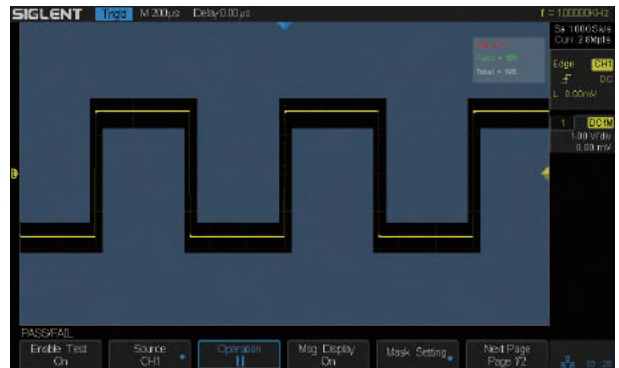 SIGLENT Trigd M 200µs Delay:0.00µs f = 1.00000KHz
Sa 1.00GSa/s
Curr 2.8Mpts
Edge CH1
DC
L 0.00mV
1 DC1M
1.00 V/div
0.00 mV
PASS/FAIL
Enable Test
On
Source
CH1
Operation
Msg Display
On
Mask Setting
Next Page
Page 1/2